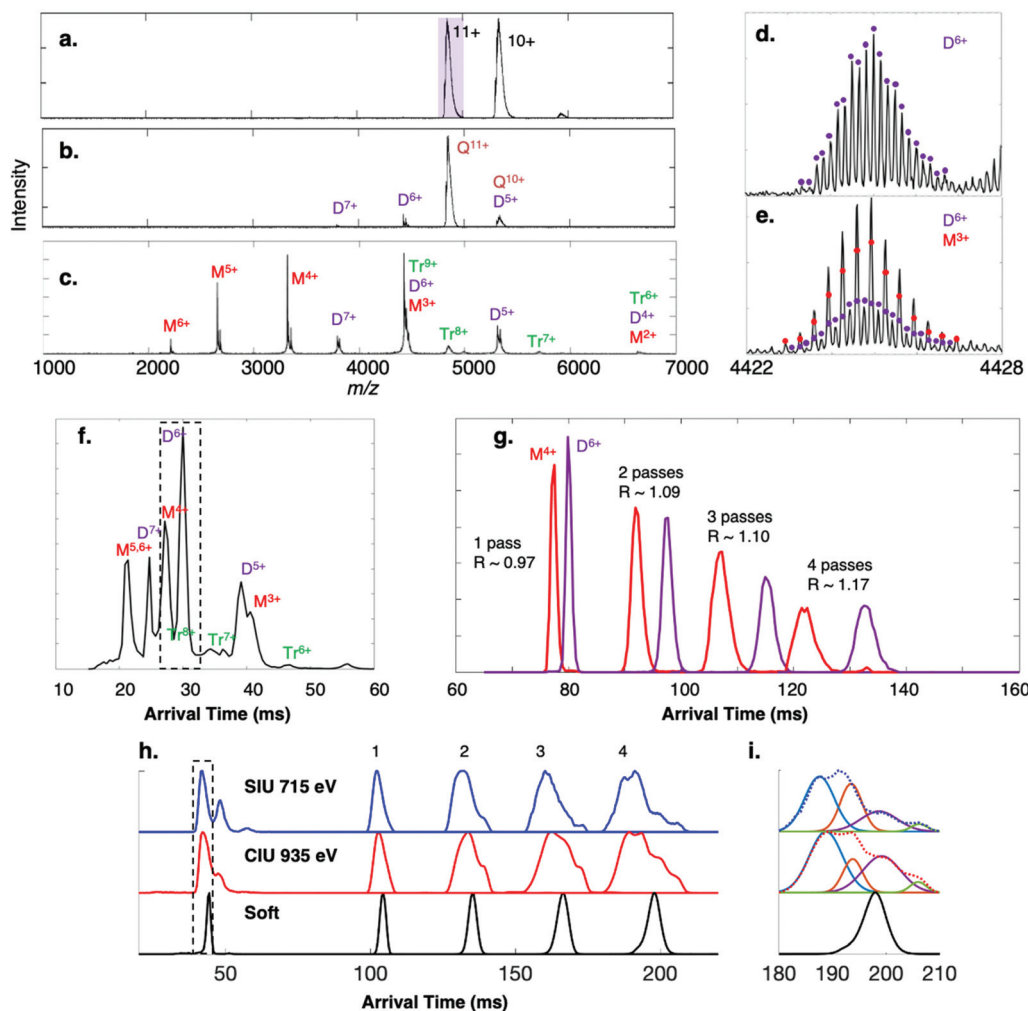 a.
11+
10+
b.
Q11+
Q10+
D7+
D6+
D5+
Intensity
c.
M6+
M5+
M4+
D7+
Tr9+
D6+
M3+
Tr8+
D5+
Tr7+
Tr6+
D4+
M2+
1000 2000 3000 4000 5000 6000 7000
m/z
d.
D6+
e.
D6+
M3+
4422 4428
f.
D6+
M4+
D7+
M5,6+
D5+
M3+
Tr8+
Tr7+
Tr6+
10 20 30 40 50 60
Arrival Time (ms)
g.
M4+
D6+
1 pass
R ~ 0.97
2 passes
R ~ 1.09
3 passes
R ~ 1.10
4 passes
R ~ 1.17
60 80 100 120 140 160
Arrival Time (ms)
h.
1 2 3 4
SIU 715 eV
CIU 935 eV
Soft
50 100 150 200
Arrival Time (ms)
i.
180 190 200 210